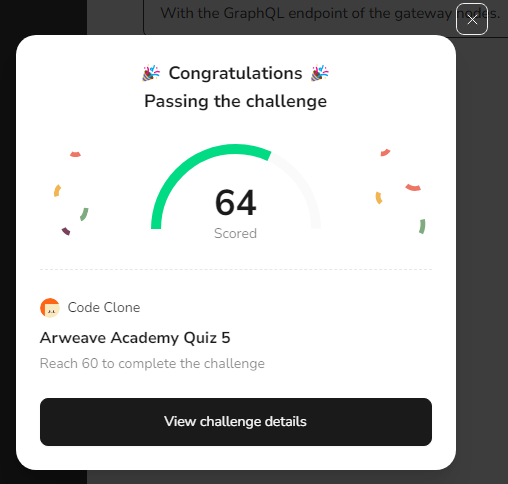 With the GraphQL endpoint of the gateway nodes.
Congratulations
Passing the challenge
64
Scored
Code Clone
Arweave Academy Quiz 5
Reach 60 to complete the challenge
View challenge details